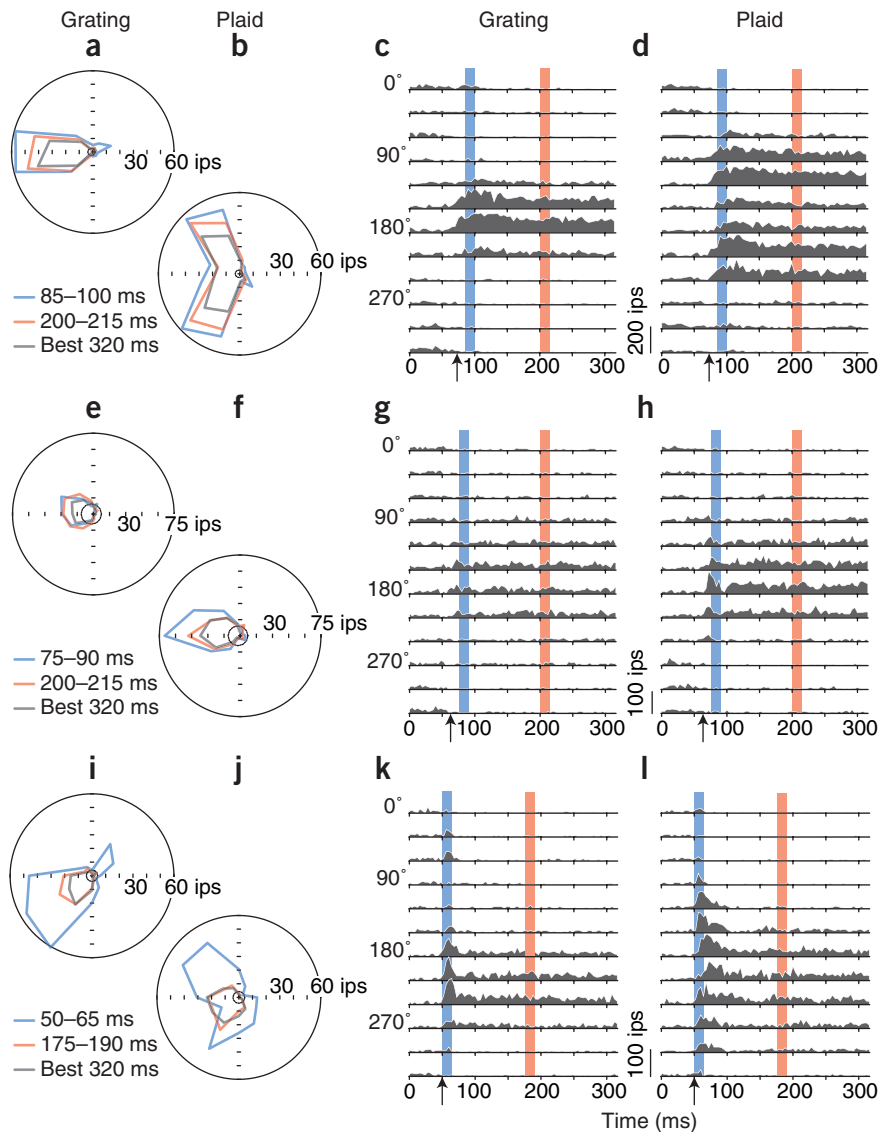 Grating
Plaid
Grating
Plaid
a
b
c
d
30 60 ips
30 60 ips
85–100 ms
200–215 ms
Best 320 ms
0°
90°
180°
270°
0 100 200 300
200 ips
0 100 200 300
e
f
g
h
30 75 ips
30 75 ips
75–90 ms
200–215 ms
Best 320 ms
0°
90°
180°
270°
0 100 200 300
100 ips
0 100 200 300
i
j
k
l
30 60 ips
30 60 ips
50–65 ms
175–190 ms
Best 320 ms
0°
90°
180°
270°
0 100 200 300
100 ips
0 100 200 300
Time (ms)